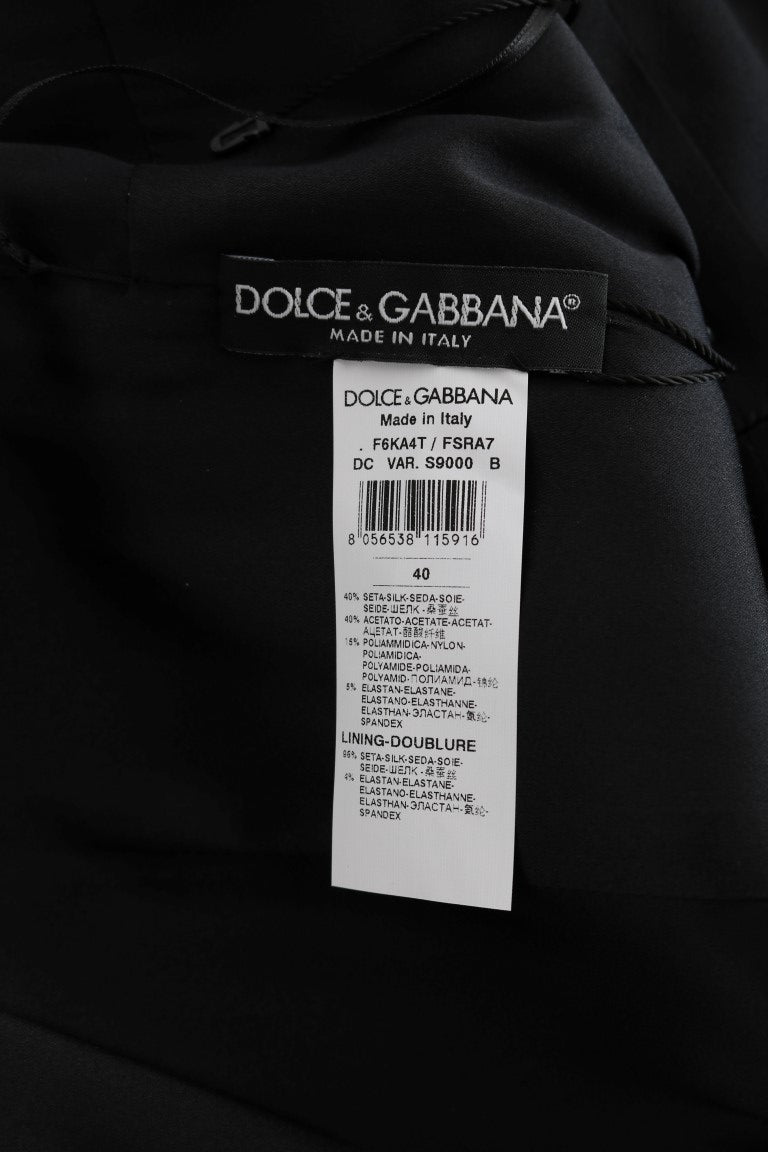 DOLCE & GABBANA®
MADE IN ITALY
DOLCE & GABBANA
Made in Italy
. F6KA4T / FSRA7
DC VAR. S9000 B
8 056538 115916
40
40% SETA-SILK-SEDA-SOIE-
SEIDE-ШЕЛК-桑蚕丝
40% ACETATO-ACETATE-ACETAT-
АЦЕТАТ-醋酸纤维
15% POLIAMMIDICA-NYLON-
POLIAMIDICA-
POLYAMIDE-POLIAMIDA-
POLYAMID-ПОЛИАМИД-锦纶
5% ELASTAN-ELASTANE-
ELASTANO-ELASTHANNE-
ELASTHAN-ЭЛАСТАН-氨纶-
SPANDEX
LINING-DOUBLURE
96% SETA-SILK-SEDA-SOIE-
SEIDE-ШЕЛК-桑蚕丝
4% ELASTAN-ELASTANE-
ELASTANO-ELASTHANNE-
ELASTHAN-ЭЛАСТАН-氨纶-
SPANDEX